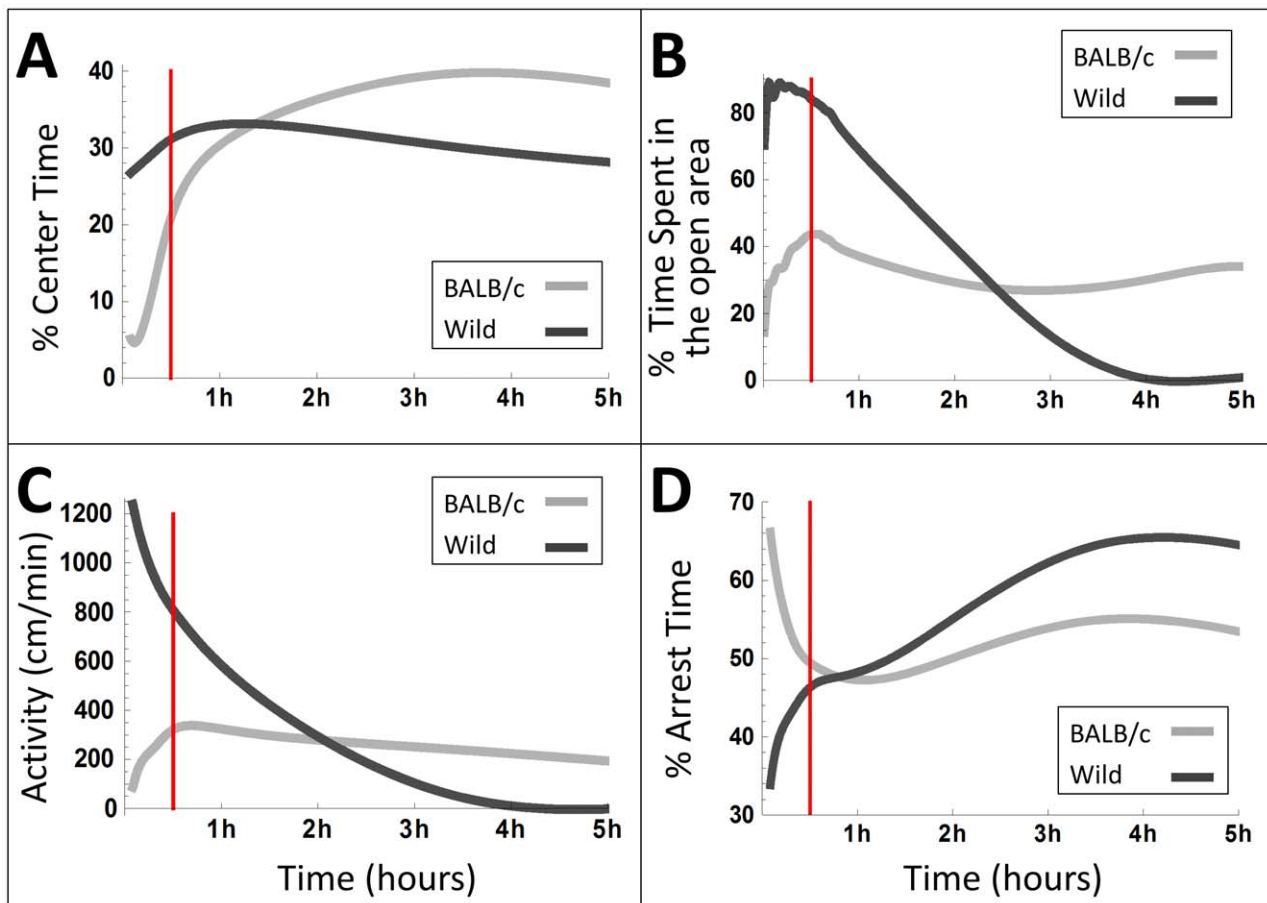 A
% Center Time
40
30
20
10
0
1h 2h 3h 4h 5h
BALB/c
Wild
B
% Time Spent in
the open area
80
60
40
20
0
1h 2h 3h 4h 5h
BALB/c
Wild
C
Activity (cm/min)
1200
1000
800
600
400
200
0
1h 2h 3h 4h 5h
Time (hours)
BALB/c
Wild
D
% Arrest Time
70
60
50
40
30
1h 2h 3h 4h 5h
Time (hours)
BALB/c
Wild